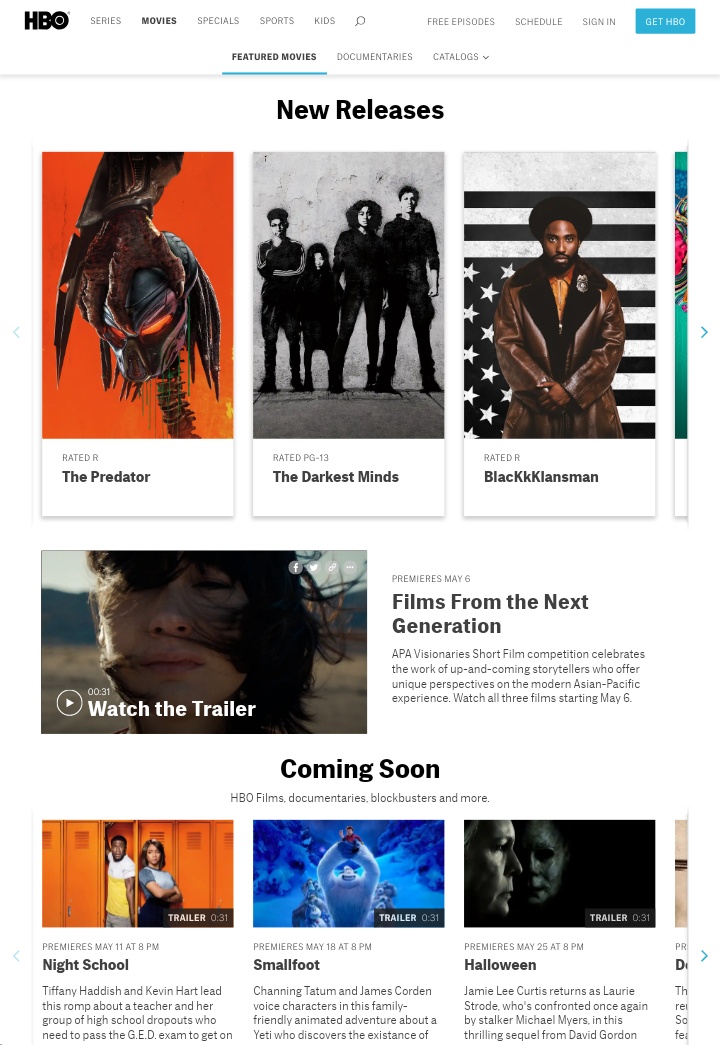 HBO
SERIES
MOVIES
SPECIALS
SPORTS
KIDS
FREE EPISODES
SCHEDULE
SIGN IN
GET HBO
FEATURED MOVIES
DOCUMENTARIES
CATALOGS
New Releases
RATED R
The Predator
RATED PG-13
The Darkest Minds
RATED R
BlacKkKlansman
00:31
Watch the Trailer
PREMIERES MAY 6
Films From the Next
Generation
APA Visionaries Short Film competition celebrates
the work of up-and-coming storytellers who offer
unique perspectives on the modern Asian-Pacific
experience. Watch all three films starting May 6.
Coming Soon
HBO Films, documentaries, blockbusters and more.
TRAILER 0:31
PREMIERES MAY 11 AT 8 PM
Night School
Tiffany Haddish and Kevin Hart lead
this romp about a teacher and her
group of high school dropouts who
need to pass the G.E.D. exam to get on
TRAILER 0:31
PREMIERES MAY 18 AT 8 PM
Smallfoot
Channing Tatum and James Corden
voice characters in this family-
friendly animated adventure about a
Yeti who discovers the existance of
TRAILER 0:31
PREMIERES MAY 25 AT 8 PM
Halloween
Jamie Lee Curtis returns as Laurie
Strode, who's confronted once again
by stalker Michael Myers, in this
thrilling sequel from David Gordon